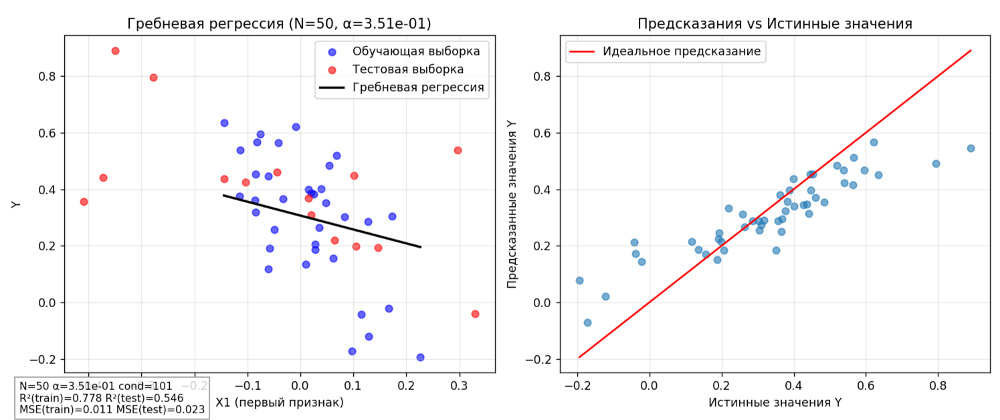 Гребневая регрессия (N=50, α=3.51e-01)
Обучающая выборка
Тестовая выборка
Гребневая регрессия
Y
0.8
0.6
0.4
0.2
0.0
−0.2
−0.2
−0.1
0.0
0.1
0.2
0.3
X1 (первый признак)
N=50 α=3.51e-01 cond=101
R²(train)=0.778 R²(test)=0.546
MSE(train)=0.011 MSE(test)=0.023
Предсказания vs Истинные значения
Идеальное предсказание
Предсказанные значения Y
0.8
0.6
0.4
0.2
0.0
−0.2
−0.2
0.0
0.2
0.4
0.6
0.8
Истинные значения Y